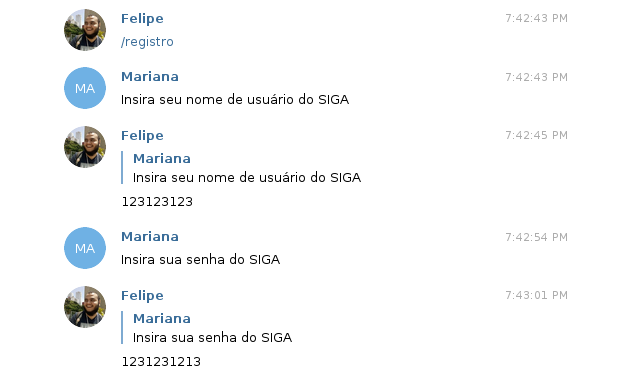 Felipe 7:42:43 PM
/registro
MA Mariana 7:42:43 PM
Insira seu nome de usuário do SIGA
Felipe 7:42:45 PM
Mariana
Insira seu nome de usuário do SIGA
123123123
MA Mariana 7:42:54 PM
Insira sua senha do SIGA
Felipe 7:43:01 PM
Mariana
Insira sua senha do SIGA
1231231213